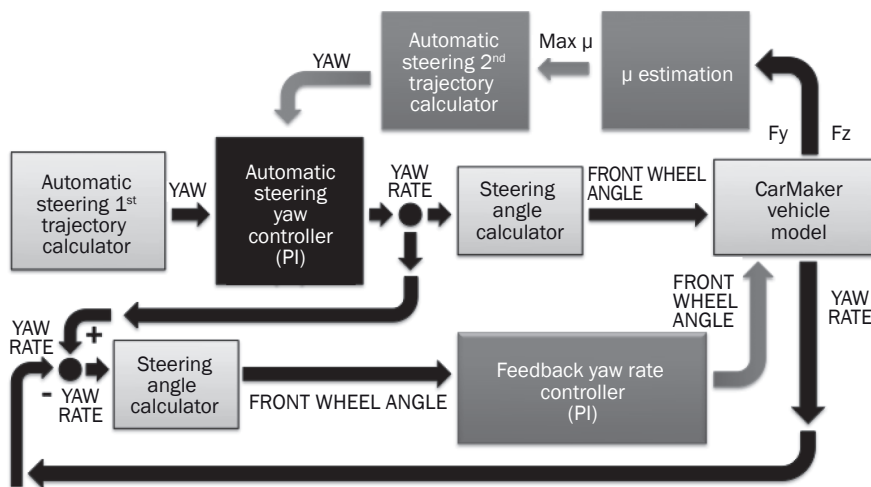 Automatic
steering 2nd
trajectory
calculator
Max µ
µ estimation
YAW
Fy
Fz
Automatic
steering 1st
trajectory
calculator
YAW
Automatic
steering
yaw
controller
(PI)
YAW
RATE
Steering
angle
calculator
FRONT WHEEL
ANGLE
CarMaker
vehicle
model
FRONT
WHEEL
ANGLE
YAW
RATE
YAW
RATE
+
-
YAW
RATE
Steering
angle
calculator
FRONT WHEEL ANGLE
Feedback yaw rate
controller
(PI)